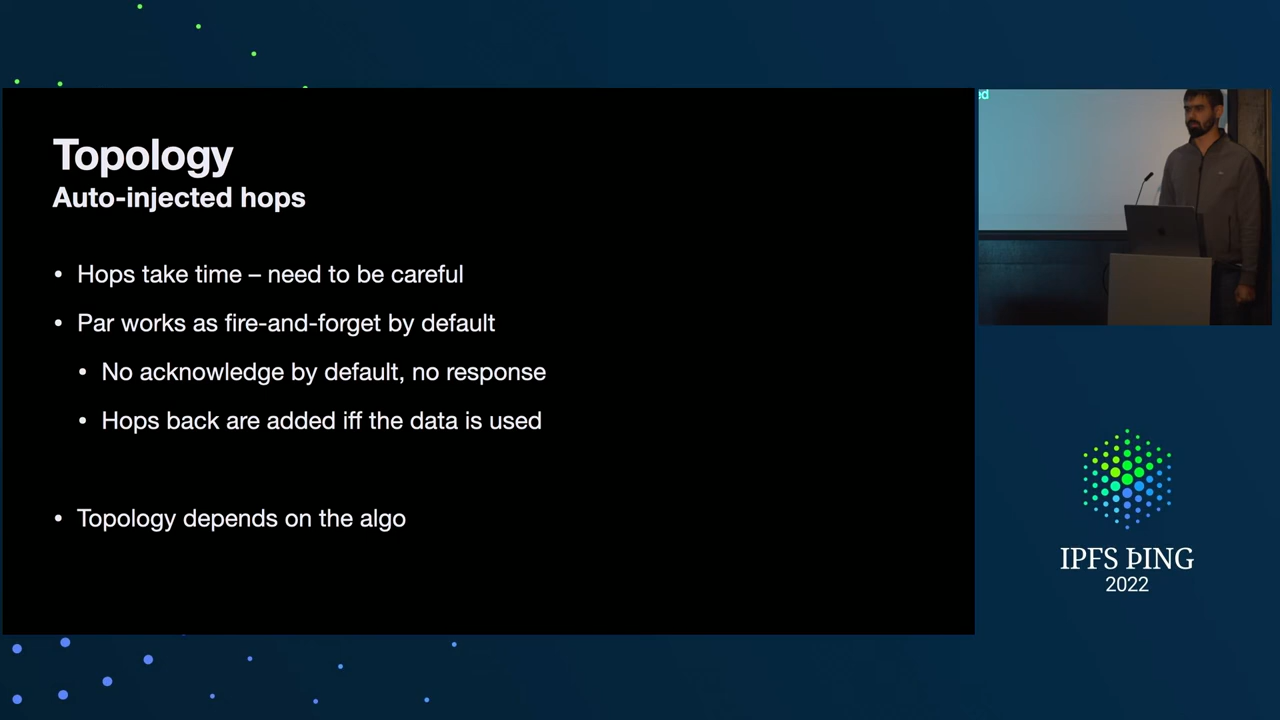 Topology
Auto-injected hops
• Hops take time – need to be careful
• Par works as fire-and-forget by default
• No acknowledge by default, no response
• Hops back are added iff the data is used
• Topology depends on the algo
ed
IPFS ÞING
2022